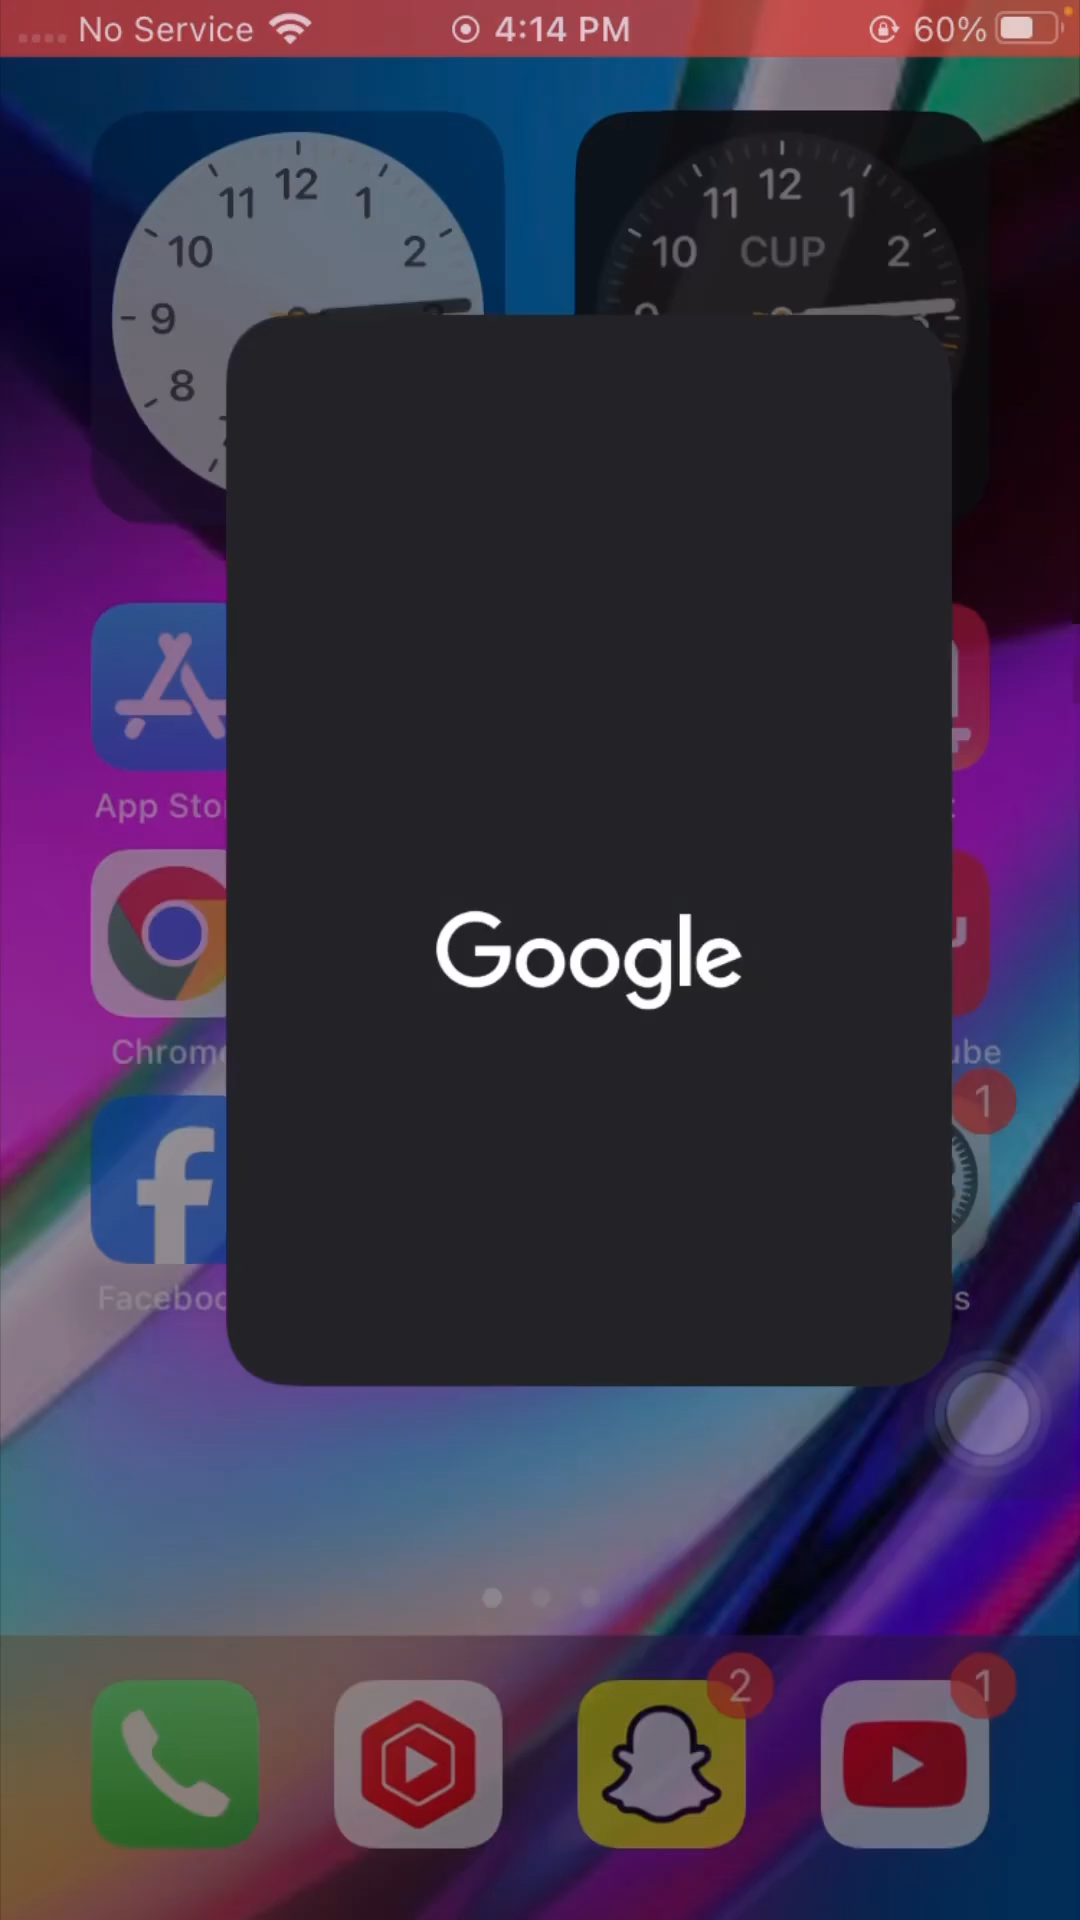 No Service 4:14 PM 60%
12
11 1
10 2
9
8
12
11 1
10 CUP 2
App Sto
Google
Chrome
ube
1
Faceboo
s
2
1